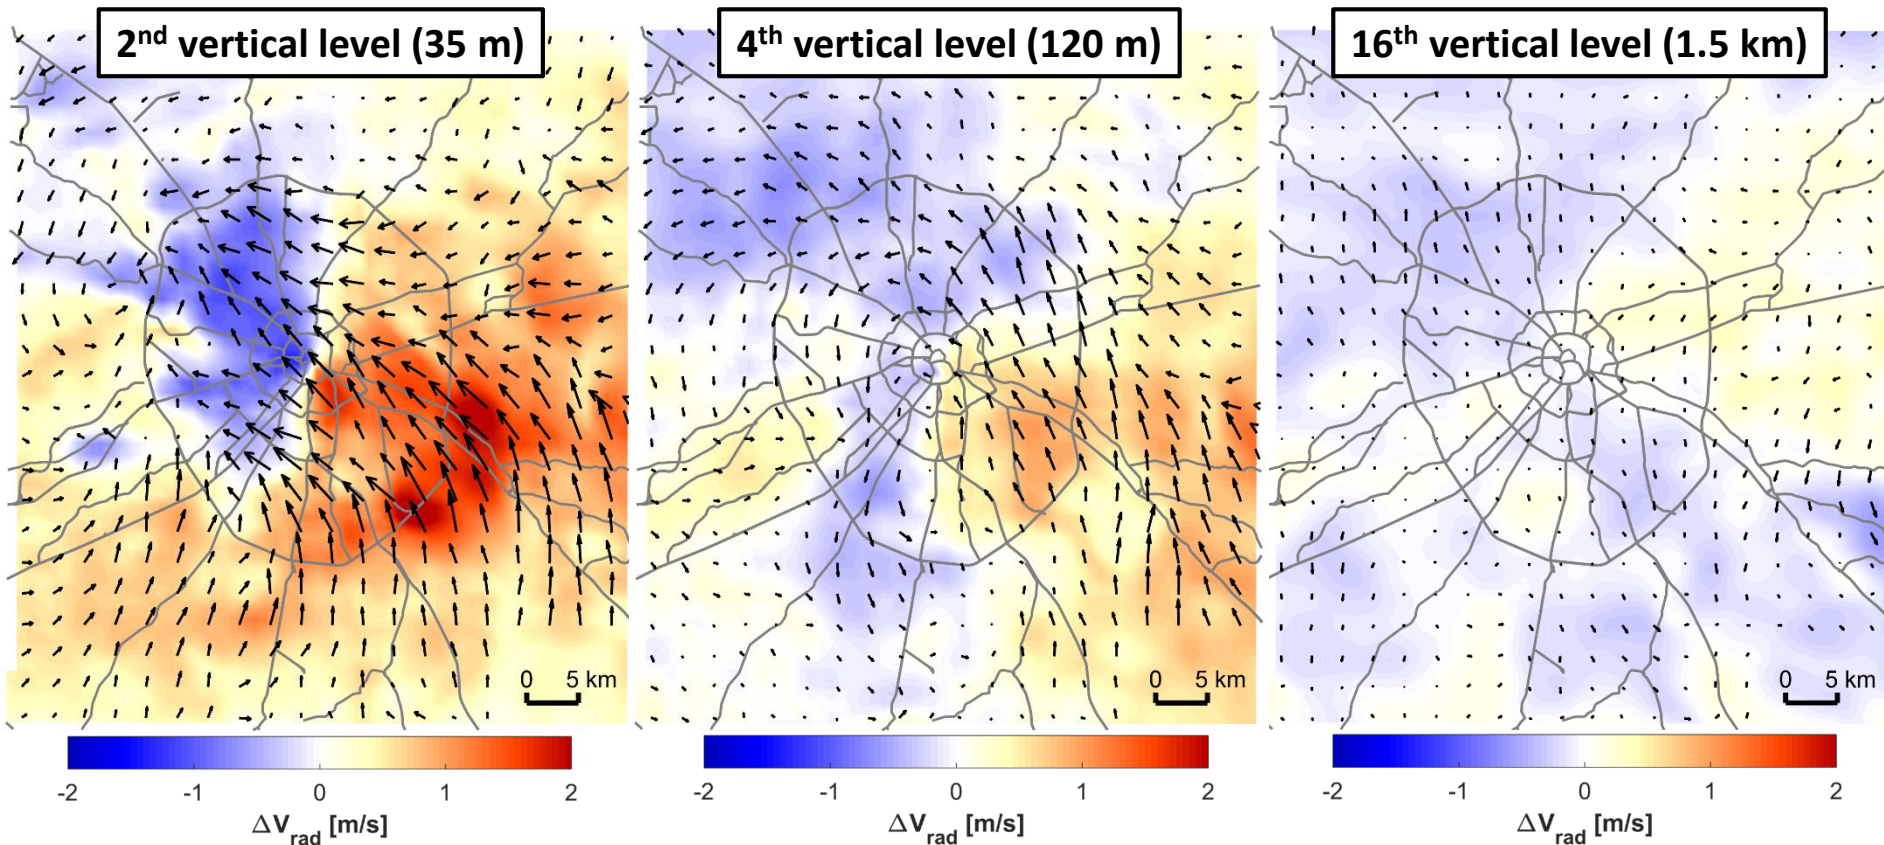 2nd vertical level (35 m)
4th vertical level (120 m)
16th vertical level (1.5 km)
0 5 km
0 5 km
0 5 km
-2 -1 0 1 2
-2 -1 0 1 2
-2 -1 0 1 2
ΔVrad [m/s]
ΔVrad [m/s]
ΔVrad [m/s]